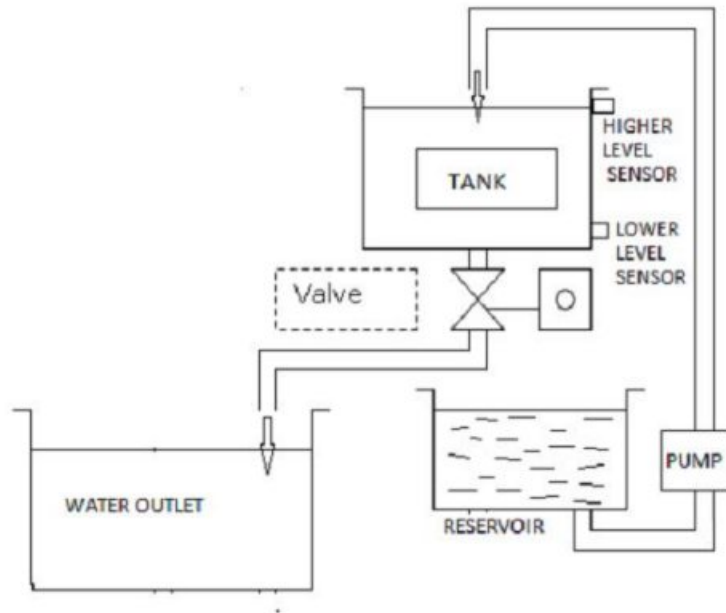 HIGHER
LEVEL
SENSOR
TANK
LOWER
LEVEL
SENSOR
Valve
PUMP
WATER OUTLET
RESERVOIR